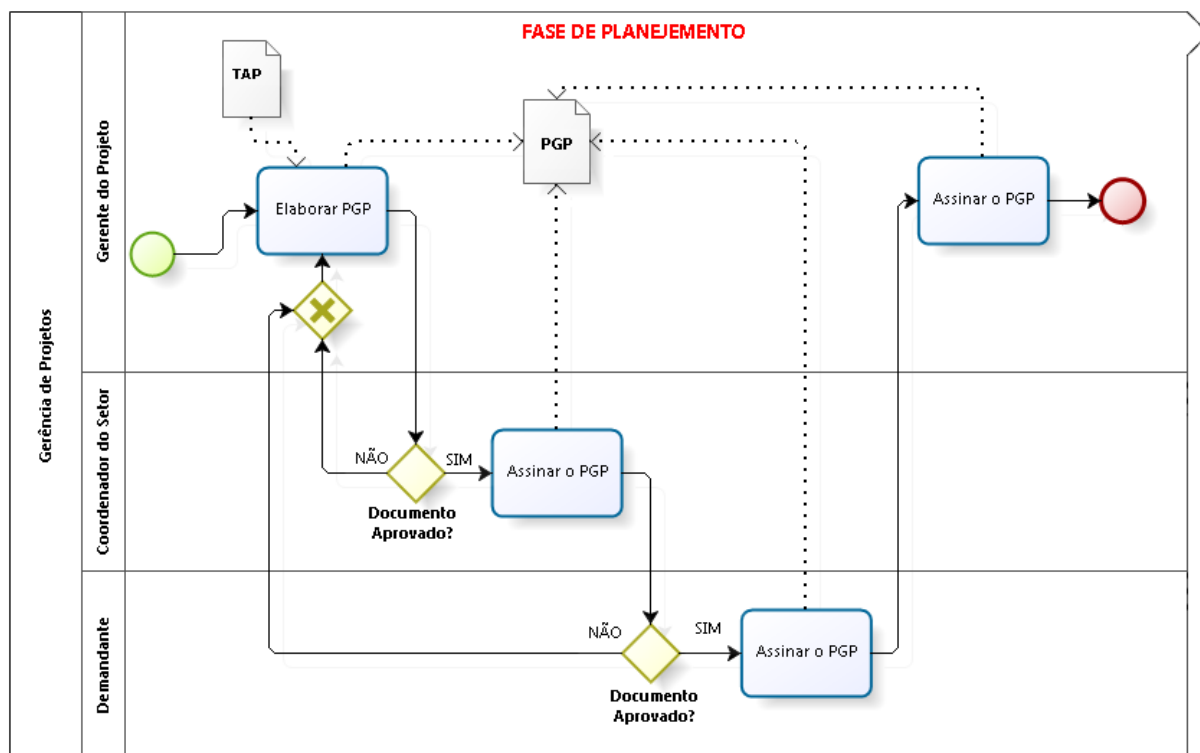 FASE DE PLANEJEMENTO
Gerência de Projetos
Gerente do Projeto
TAP
PGP
Elaborar PGP
Assinar o PGP
Coordenador do Setor
NÃO
SIM
Documento
Aprovado?
Assinar o PGP
Demandante
NÃO
SIM
Documento
Aprovado?
Assinar o PGP